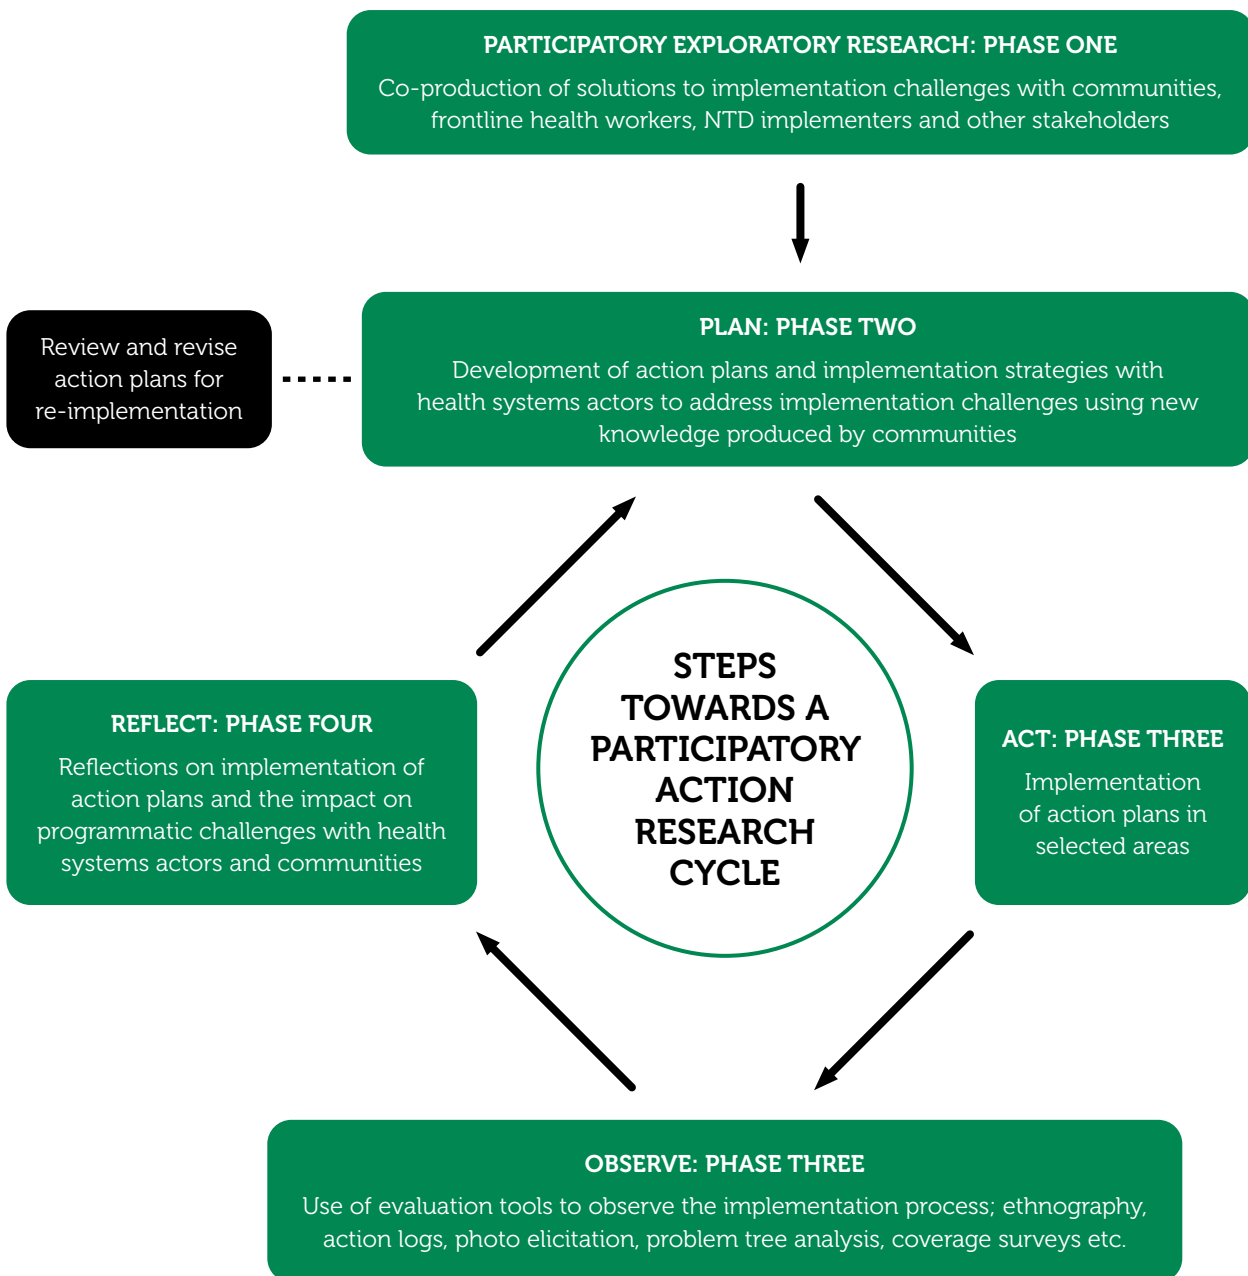 PARTICIPATORY EXPLORATORY RESEARCH: PHASE ONE
Co-production of solutions to implementation challenges with communities,
frontline health workers, NTD implementers and other stakeholders
Review and revise
action plans for
re-implementation
PLAN: PHASE TWO
Development of action plans and implementation strategies with
health systems actors to address implementation challenges using new
knowledge produced by communities
STEPS
TOWARDS A
PARTICIPATORY
ACTION
RESEARCH
CYCLE
REFLECT: PHASE FOUR
Reflections on implementation of
action plans and the impact on
programmatic challenges with health
systems actors and communities
ACT: PHASE THREE
Implementation
of action plans in
selected areas
OBSERVE: PHASE THREE
Use of evaluation tools to observe the implementation process; ethnography,
action logs, photo elicitation, problem tree analysis, coverage surveys etc.